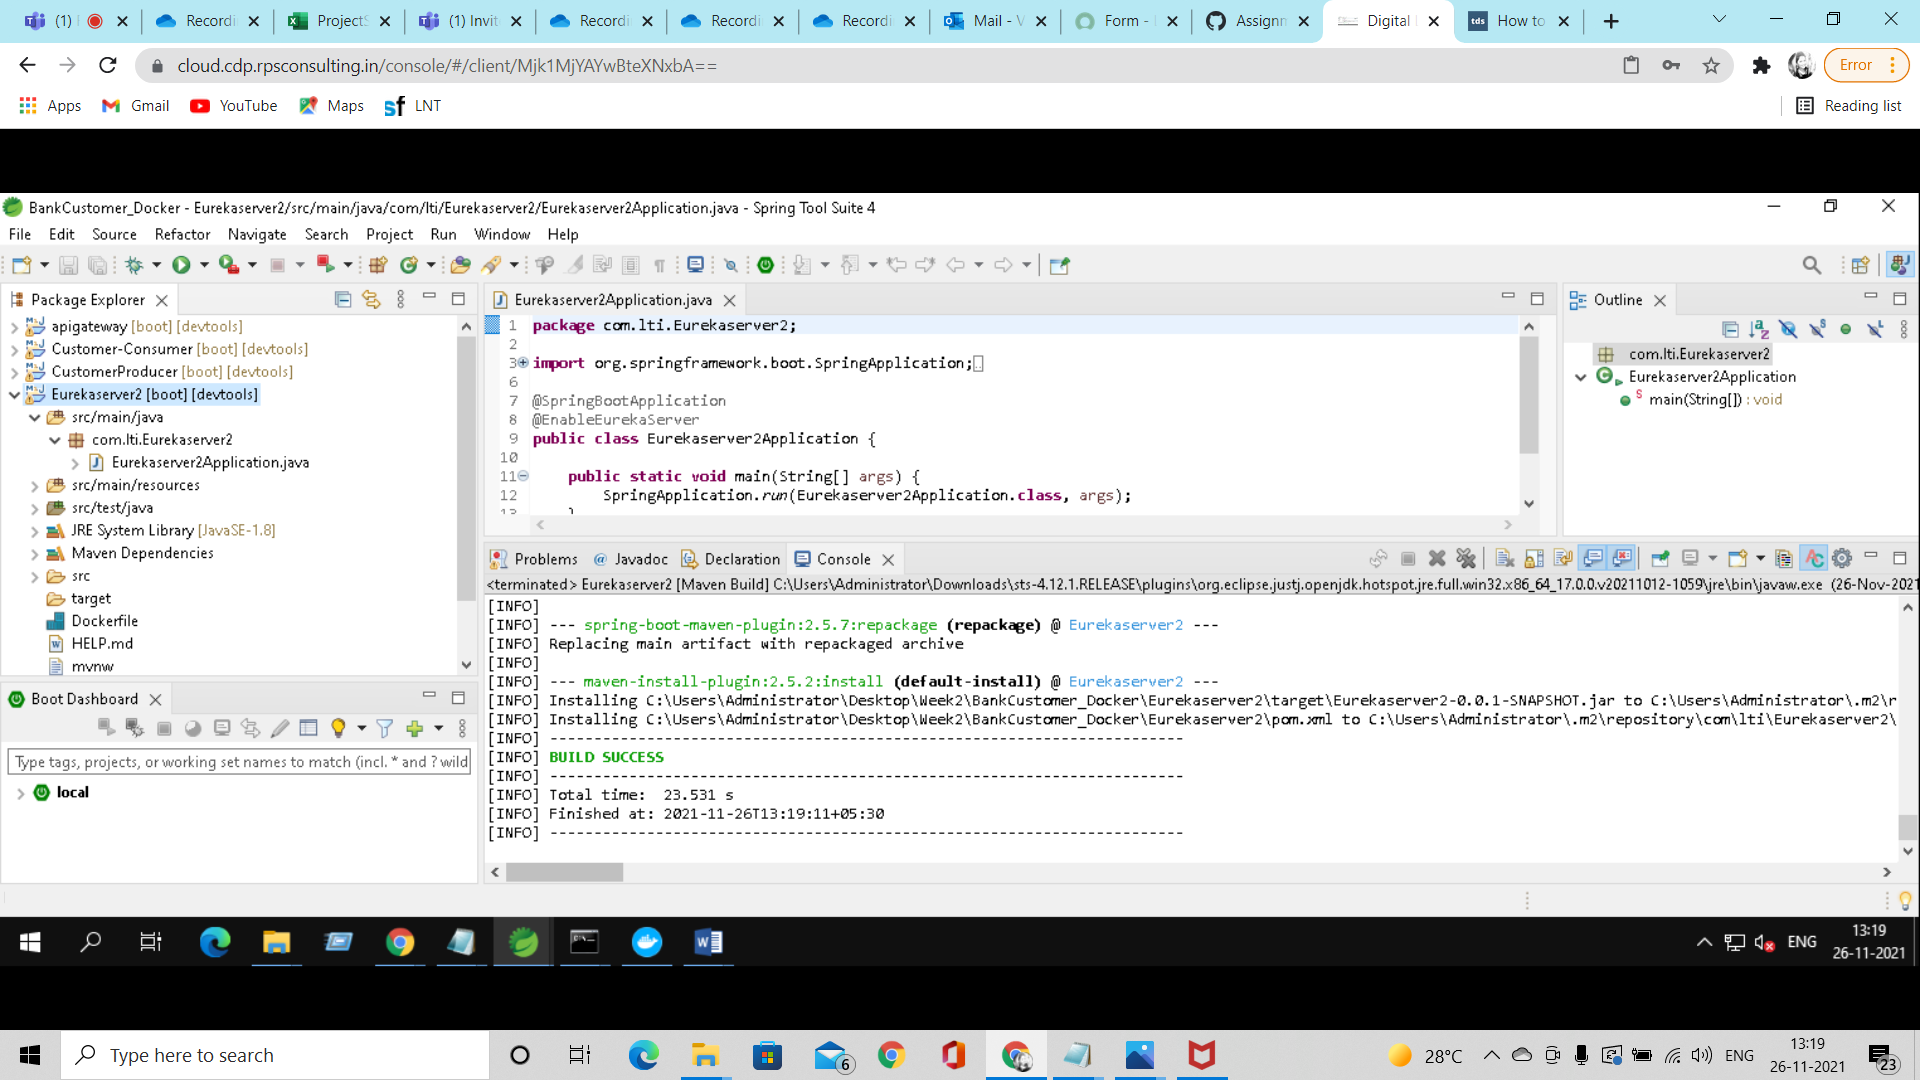 (1)
Recordi
ProjectS
(1) Invit
Recordi
Recordi
Recordi
Mail - V
Form -
Assignm
Digital
tds How to
cloud.cdp.rpsconsulting.in/console/#/client/Mjk1MjYAYwBteXNxbA==
Error
Apps Gmail YouTube Maps sf LNT Reading list
BankCustomer_Docker - Eurekaserver2/src/main/java/com/lti/Eurekaserver2/Eurekaserver2Application.java - Spring Tool Suite 4
File Edit Source Refactor Navigate Search Project Run Window Help
Package Explorer
apigateway [boot] [devtools]
Customer-Consumer [boot] [devtools]
CustomerProducer [boot] [devtools]
Eurekaserver2 [boot] [devtools]
src/main/java
com.lti.Eurekaserver2
Eurekaserver2Application.java
src/main/resources
src/test/java
JRE System Library [JavaSE-1.8]
Maven Dependencies
src
target
Dockerfile
HELP.md
mvnw
Boot Dashboard
Type tags, projects, or working set names to match (incl. * and ? wild
local
Eurekaserver2Application.java
1 package com.lti.Eurekaserver2;
2
3 import org.springframework.boot.SpringApplication;
6
7 @SpringBootApplication
8 @EnableEurekaServer
9 public class Eurekaserver2Application {
10
11 public static void main(String[] args) {
12 SpringApplication.run(Eurekaserver2Application.class, args);
13 }
Outline
com.lti.Eurekaserver2
Eurekaserver2Application
main(String[]) : void
Problems @ Javadoc Declaration Console
<terminated> Eurekaserver2 [Maven Build] C:\Users\Administrator\Downloads\sts-4.12.1.RELEASE\plugins\org.eclipse.justj.openjdk.hotspot.jre.full.win32.x86_64_17.0.0.v20211012-1059\jre\bin\javaw.exe (26-Nov-2021
[INFO]
[INFO] --- spring-boot-maven-plugin:2.5.7:repackage (repackage) @ Eurekaserver2 ---
[INFO] Replacing main artifact with repackaged archive
[INFO]
[INFO] --- maven-install-plugin:2.5.2:install (default-install) @ Eurekaserver2 ---
[INFO] Installing C:\Users\Administrator\Desktop\Week2\BankCustomer_Docker\Eurekaserver2\target\Eurekaserver2-0.0.1-SNAPSHOT.jar to C:\Users\Administrator\.m2\r
[INFO] Installing C:\Users\Administrator\Desktop\Week2\BankCustomer_Docker\Eurekaserver2\pom.xml to C:\Users\Administrator\.m2\repository\com\lti\Eurekaserver2\
[INFO] ------------------------------------------------------------------------
[INFO] BUILD SUCCESS
[INFO] ------------------------------------------------------------------------
[INFO] Total time:  23.531 s
[INFO] Finished at: 2021-11-26T13:19:11+05:30
[INFO] ------------------------------------------------------------------------
ENG
13:19
26-11-2021
Type here to search
6
28°C
ENG
13:19
26-11-2021
23